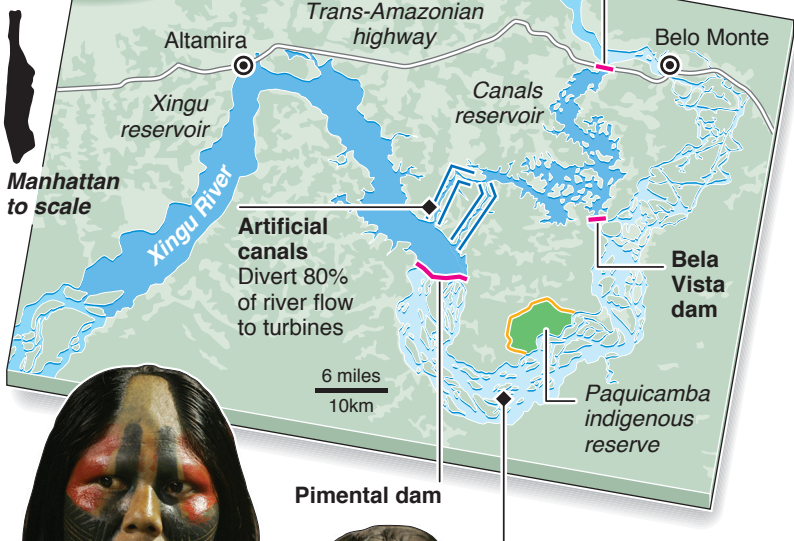 Trans-Amazonian
highway
Altamira
Belo Monte
Xingu
reservoir
Canals
reservoir
Manhattan
to scale
Xingu River
Artificial
canals
Divert 80%
of river flow
to turbines
Bela
Vista
dam
6 miles
10km
Paquicamba
indigenous
reserve
Pimental dam